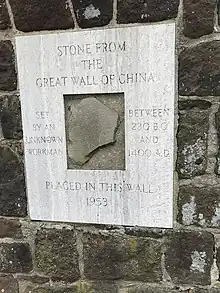 STONE FROM
THE
GREAT WALL OF CHINA
SET
BY AN
UNKNOWN
WORKMAN
BETWEEN
230 B.C
AND
1400 A.D
PLACED IN THIS WALL
1953